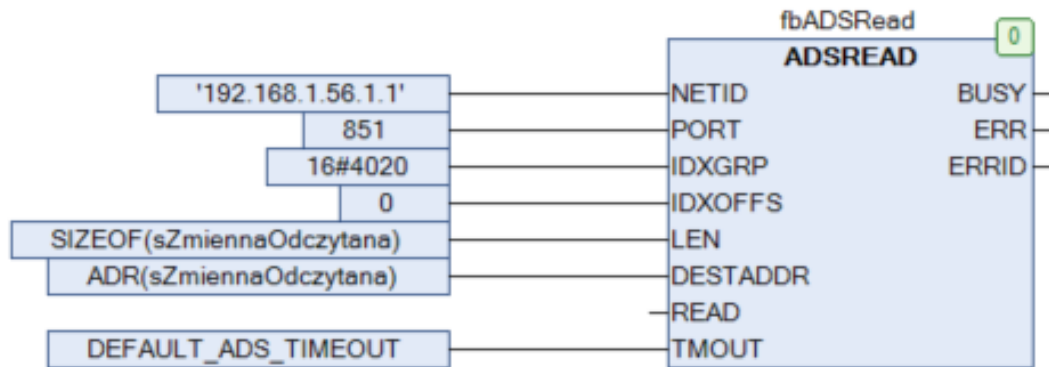 fbADSRead
0
ADSREAD
'192.168.1.56.1.1' NETID BUSY
851 PORT ERR
16#4020 IDXGRP ERRID
0 IDXOFFS
SIZEOF(sZmiennaOdczytana) LEN
ADR(sZmiennaOdczytana) DESTADDR
READ
DEFAULT_ADS_TIMEOUT TMOUT